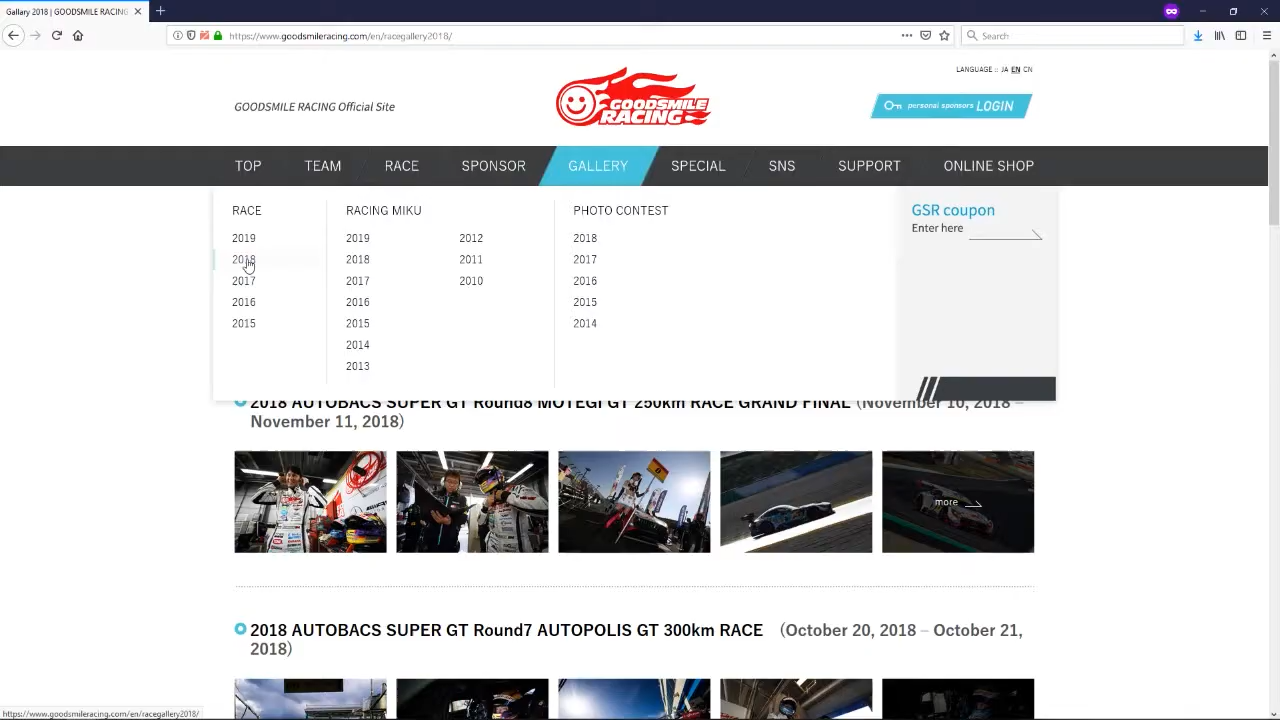 Gallary 2018 | GOODSMILE RACING
https://www.goodsmileracing.com/en/racegallery2018/
Search
LANGUAGE :: JA EN CN
GOODSMILE RACING Official Site
GOODSMILE RACING
personal sponsors LOGIN
TOP TEAM RACE SPONSOR GALLERY SPECIAL SNS SUPPORT ONLINE SHOP
RACE
2019
2018
2017
2016
2015
RACING MIKU
2019
2018
2017
2016
2015
2014
2013
2012
2011
2010
PHOTO CONTEST
2018
2017
2016
2015
2014
GSR coupon
Enter here
2018 AUTOBACS SUPER GT Round8 MOTEGI GT 250km RACE GRAND FINAL (November 10, 2018 –
November 11, 2018)
more
2018 AUTOBACS SUPER GT Round7 AUTOPOLIS GT 300km RACE (October 20, 2018 – October 21,
2018)
https://www.goodsmileracing.com/en/racegallery2018/